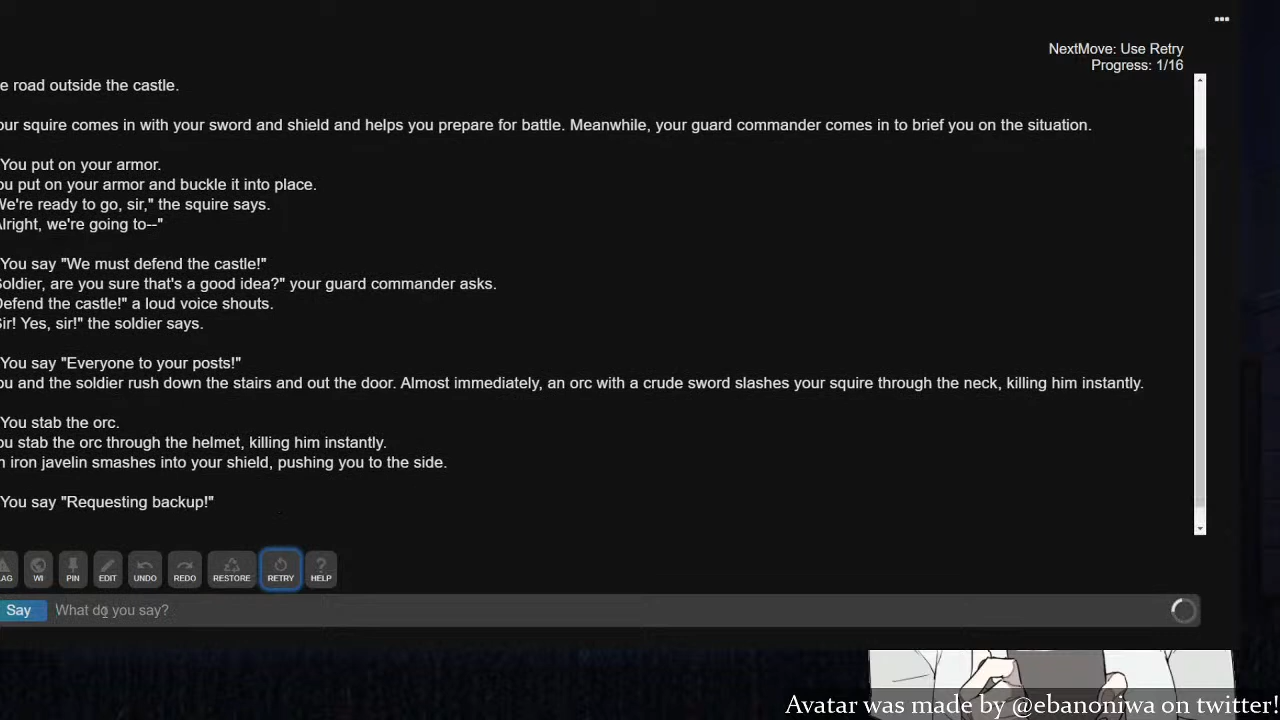 NextMove: Use Retry
Progress: 1/16
e road outside the castle.
our squire comes in with your sword and shield and helps you prepare for battle. Meanwhile, your guard commander comes in to brief you on the situation.
You put on your armor.
ou put on your armor and buckle it into place.
We're ready to go, sir," the squire says.
Alright, we're going to--"
You say "We must defend the castle!"
Soldier, are you sure that's a good idea?" your guard commander asks.
Defend the castle!" a loud voice shouts.
Sir! Yes, sir!" the soldier says.
You say "Everyone to your posts!"
ou and the soldier rush down the stairs and out the door. Almost immediately, an orc with a crude sword slashes your squire through the neck, killing him instantly.
You stab the orc.
ou stab the orc through the helmet, killing him instantly.
n iron javelin smashes into your shield, pushing you to the side.
You say "Requesting backup!"
LAG WI PIN EDIT UNDO REDO RESTORE RETRY HELP
Say What do you say?
Avatar was made by @ebanoniwa on twitter!